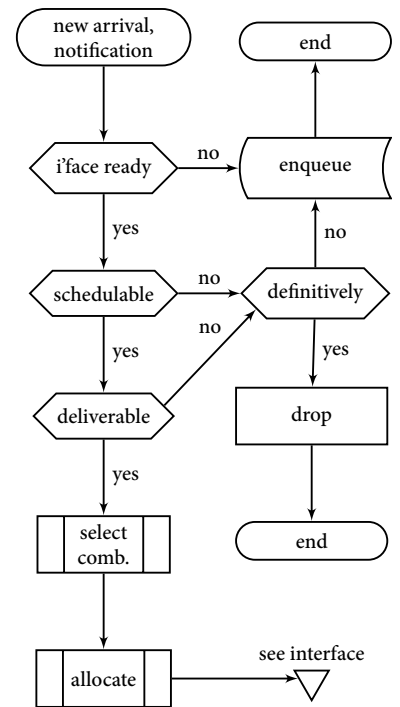 new arrival,
notification
end
i'face ready
no
enqueue
yes
no
schedulable
no
definitively
no
yes
yes
deliverable
drop
yes
select
comb.
end
see interface
allocate